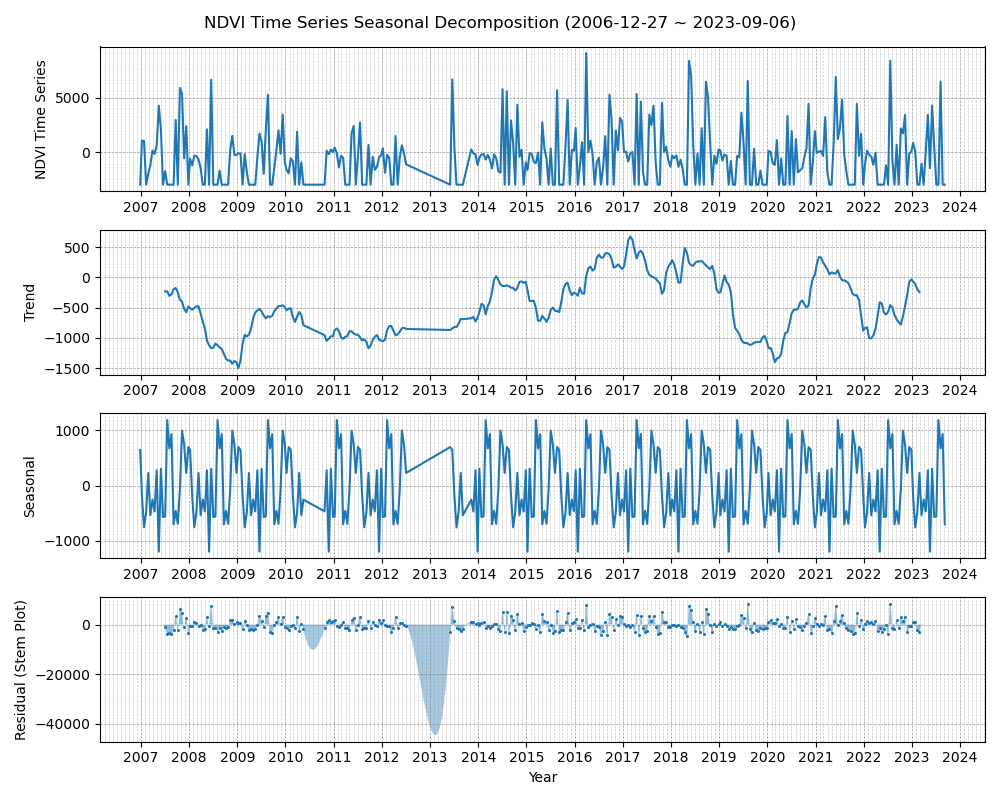 NDVI Time Series Seasonal Decomposition (2006-12-27 ~ 2023-09-06)
NDVI Time Series
5000
0
2007 2008 2009 2010 2011 2012 2013 2014 2015 2016 2017 2018 2019 2020 2021 2022 2023 2024
Trend
500
0
−500
−1000
−1500
2007 2008 2009 2010 2011 2012 2013 2014 2015 2016 2017 2018 2019 2020 2021 2022 2023 2024
Seasonal
1000
0
−1000
2007 2008 2009 2010 2011 2012 2013 2014 2015 2016 2017 2018 2019 2020 2021 2022 2023 2024
Residual (Stem Plot)
0
−20000
−40000
2007 2008 2009 2010 2011 2012 2013 2014 2015 2016 2017 2018 2019 2020 2021 2022 2023 2024
Year